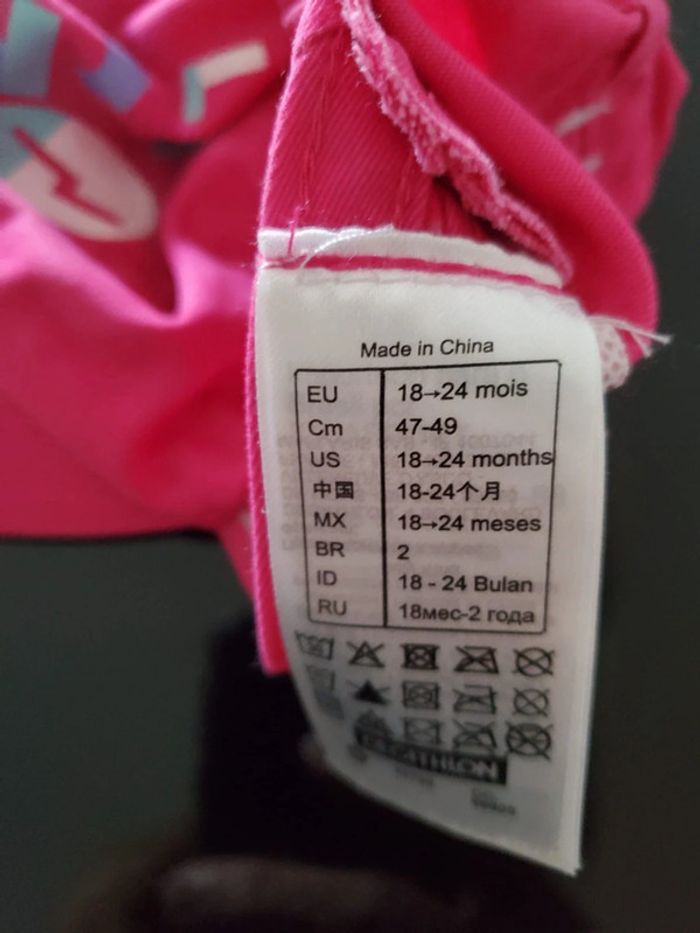 Made in China
EU 18→24 mois
Cm 47-49
US 18→24 months
中国 18-24个月
MX 18→24 meses
BR 2
ID 18 - 24 Bulan
RU 18мес-2 года
DECATHLON